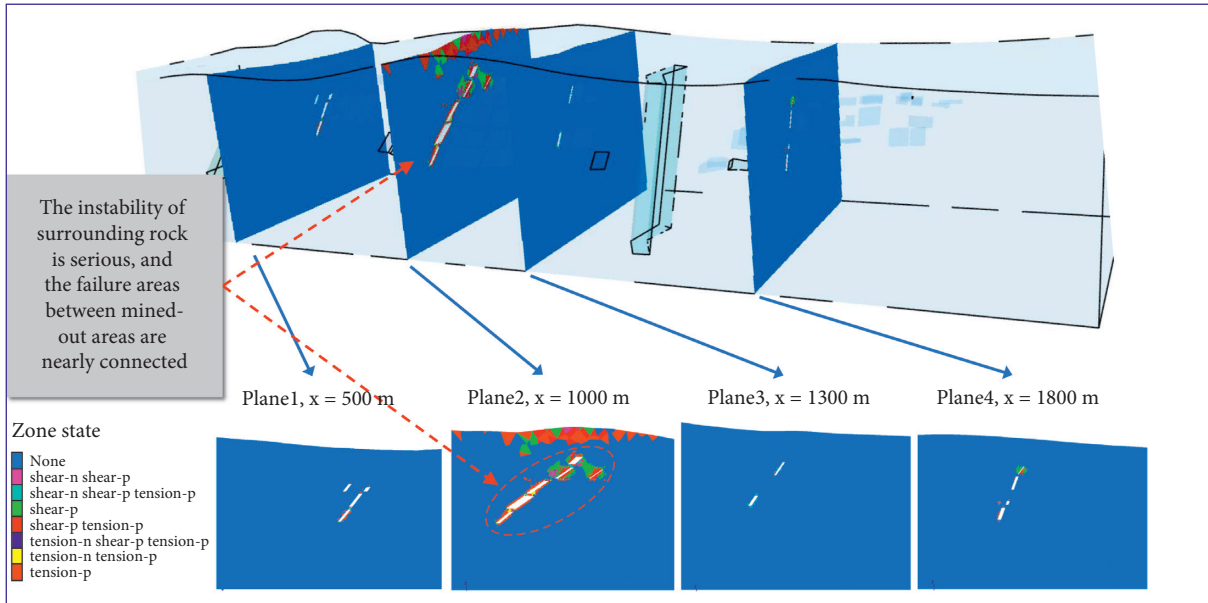 The instability of
surrounding rock
is serious, and
the failure areas
between mined-
out areas are
nearly connected
Plane1, x = 500 m
Plane2, x = 1000 m
Plane3, x = 1300 m
Plane4, x = 1800 m
Zone state
None
shear-n shear-p
shear-n shear-p tension-p
shear-p
shear-p tension-p
tension-n shear-p tension-p
tension-n tension-p
tension-p